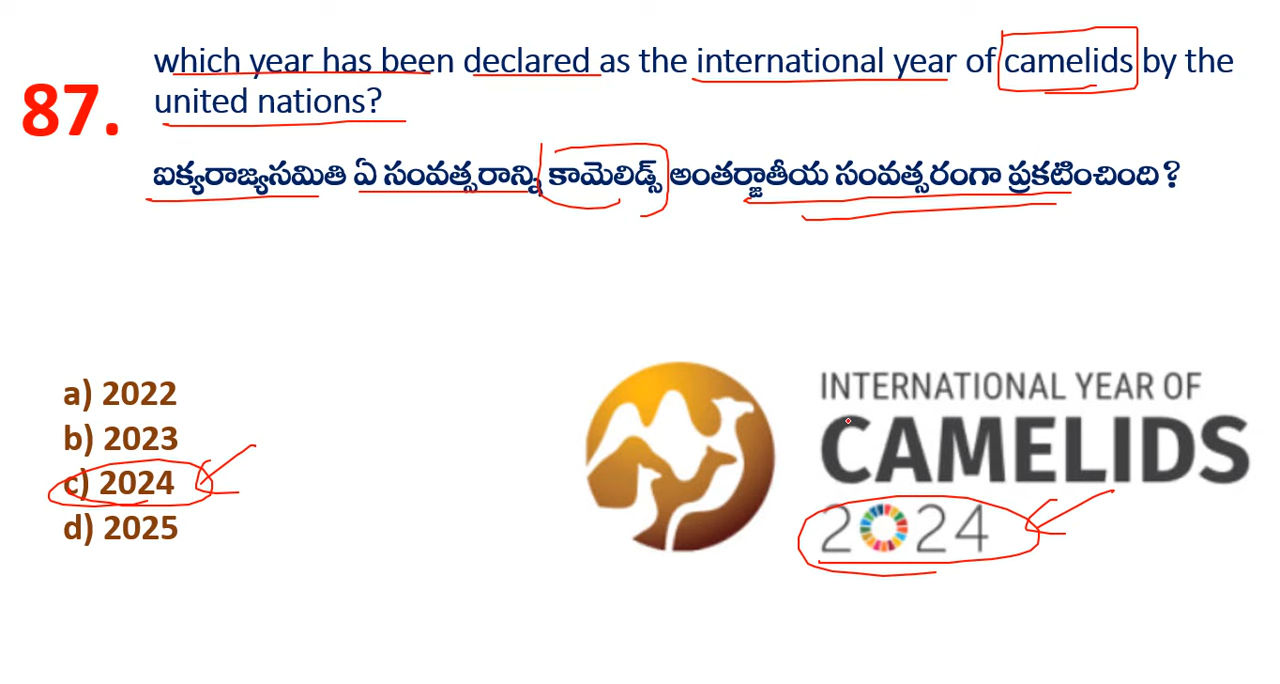 87.
which year has been declared as the international year of camelids by the
united nations?
ఐక్యరాజ్యసమితి ఏ సంవత్సరాన్ని కామెలిడ్స్ అంతర్జాతీయ సంవత్సరంగా ప్రకటించింది?
a) 2022
b) 2023
c) 2024
d) 2025
INTERNATIONAL YEAR OF
CAMELIDS
2024